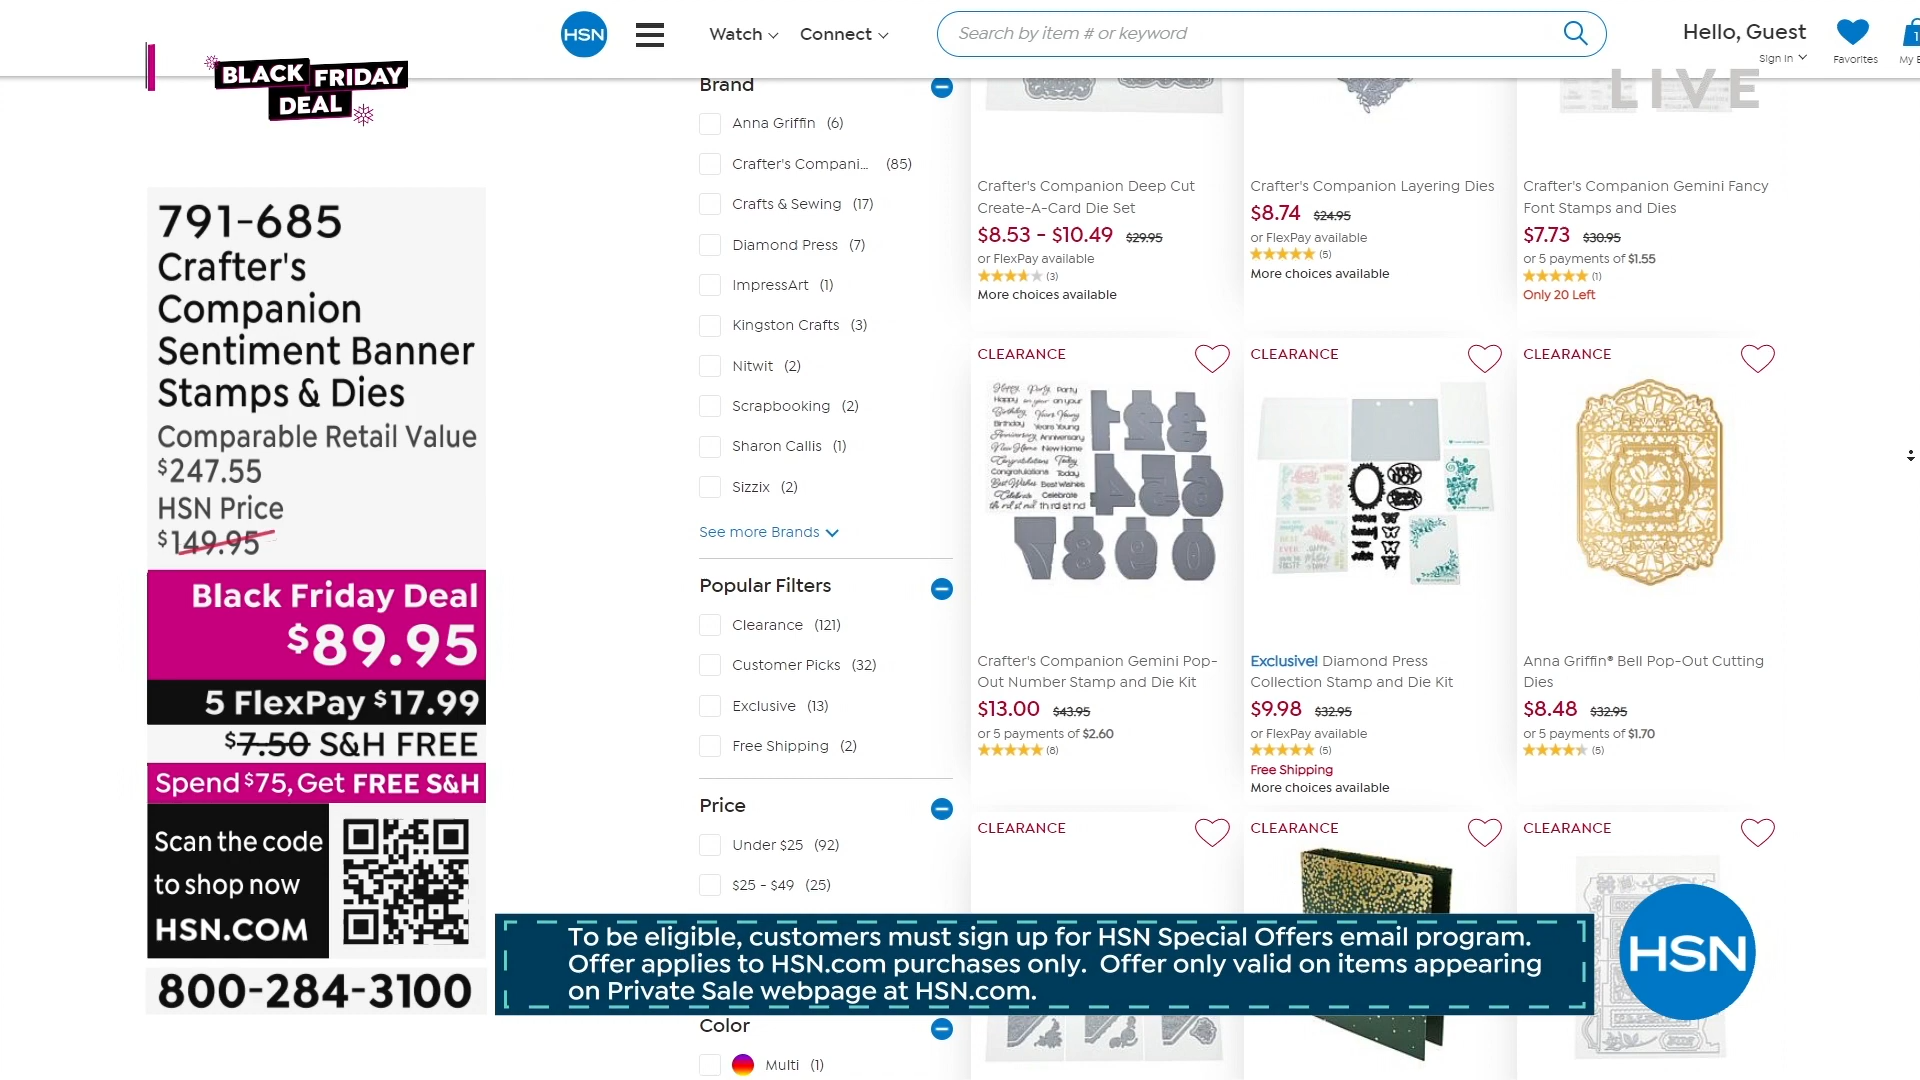 HSN
Watch
Connect
Search by item # or keyword
Hello, Guest
Sign In
Favorites
1
LIVE
BLACK FRIDAY
DEAL
791-685
Crafter's
Companion
Sentiment Banner
Stamps & Dies
Comparable Retail Value
$247.55
HSN Price
$149.95
Black Friday Deal
$89.95
5 FlexPay $17.99
$7.50 S&H FREE
Spend $75, Get FREE S&H
Scan the code
to shop now
HSN.COM
800-284-3100
Brand
Anna Griffin (6)
Crafter's Compani... (85)
Crafts & Sewing (17)
Diamond Press (7)
ImpressArt (1)
Kingston Crafts (3)
Nitwit (2)
Scrapbooking (2)
Sharon Callis (1)
Sizzix (2)
See more Brands
Popular Filters
Clearance (121)
Customer Picks (32)
Exclusive (13)
Free Shipping (2)
Price
Under $25 (92)
$25 - $49 (25)
Color
Multi (1)
Crafter's Companion Deep Cut
Create-A-Card Die Set
$8.53 - $10.49 $29.95
or FlexPay available
(3)
More choices available
Crafter's Companion Layering Dies
$8.74 $24.95
or FlexPay available
(5)
More choices available
Crafter's Companion Gemini Fancy
Font Stamps and Dies
$7.73 $30.95
or 5 payments of $1.55
(1)
Only 20 Left
CLEARANCE
Crafter's Companion Gemini Pop-
Out Number Stamp and Die Kit
$13.00 $43.95
or 5 payments of $2.60
(8)
CLEARANCE
Exclusive! Diamond Press
Collection Stamp and Die Kit
$9.98 $32.95
or FlexPay available
(5)
Free Shipping
More choices available
CLEARANCE
Anna Griffin® Bell Pop-Out Cutting
Dies
$8.48 $32.95
or 5 payments of $1.70
(5)
CLEARANCE
CLEARANCE
CLEARANCE
To be eligible, customers must sign up for HSN Special Offers email program.
Offer applies to HSN.com purchases only. Offer only valid on items appearing
on Private Sale webpage at HSN.com.
HSN